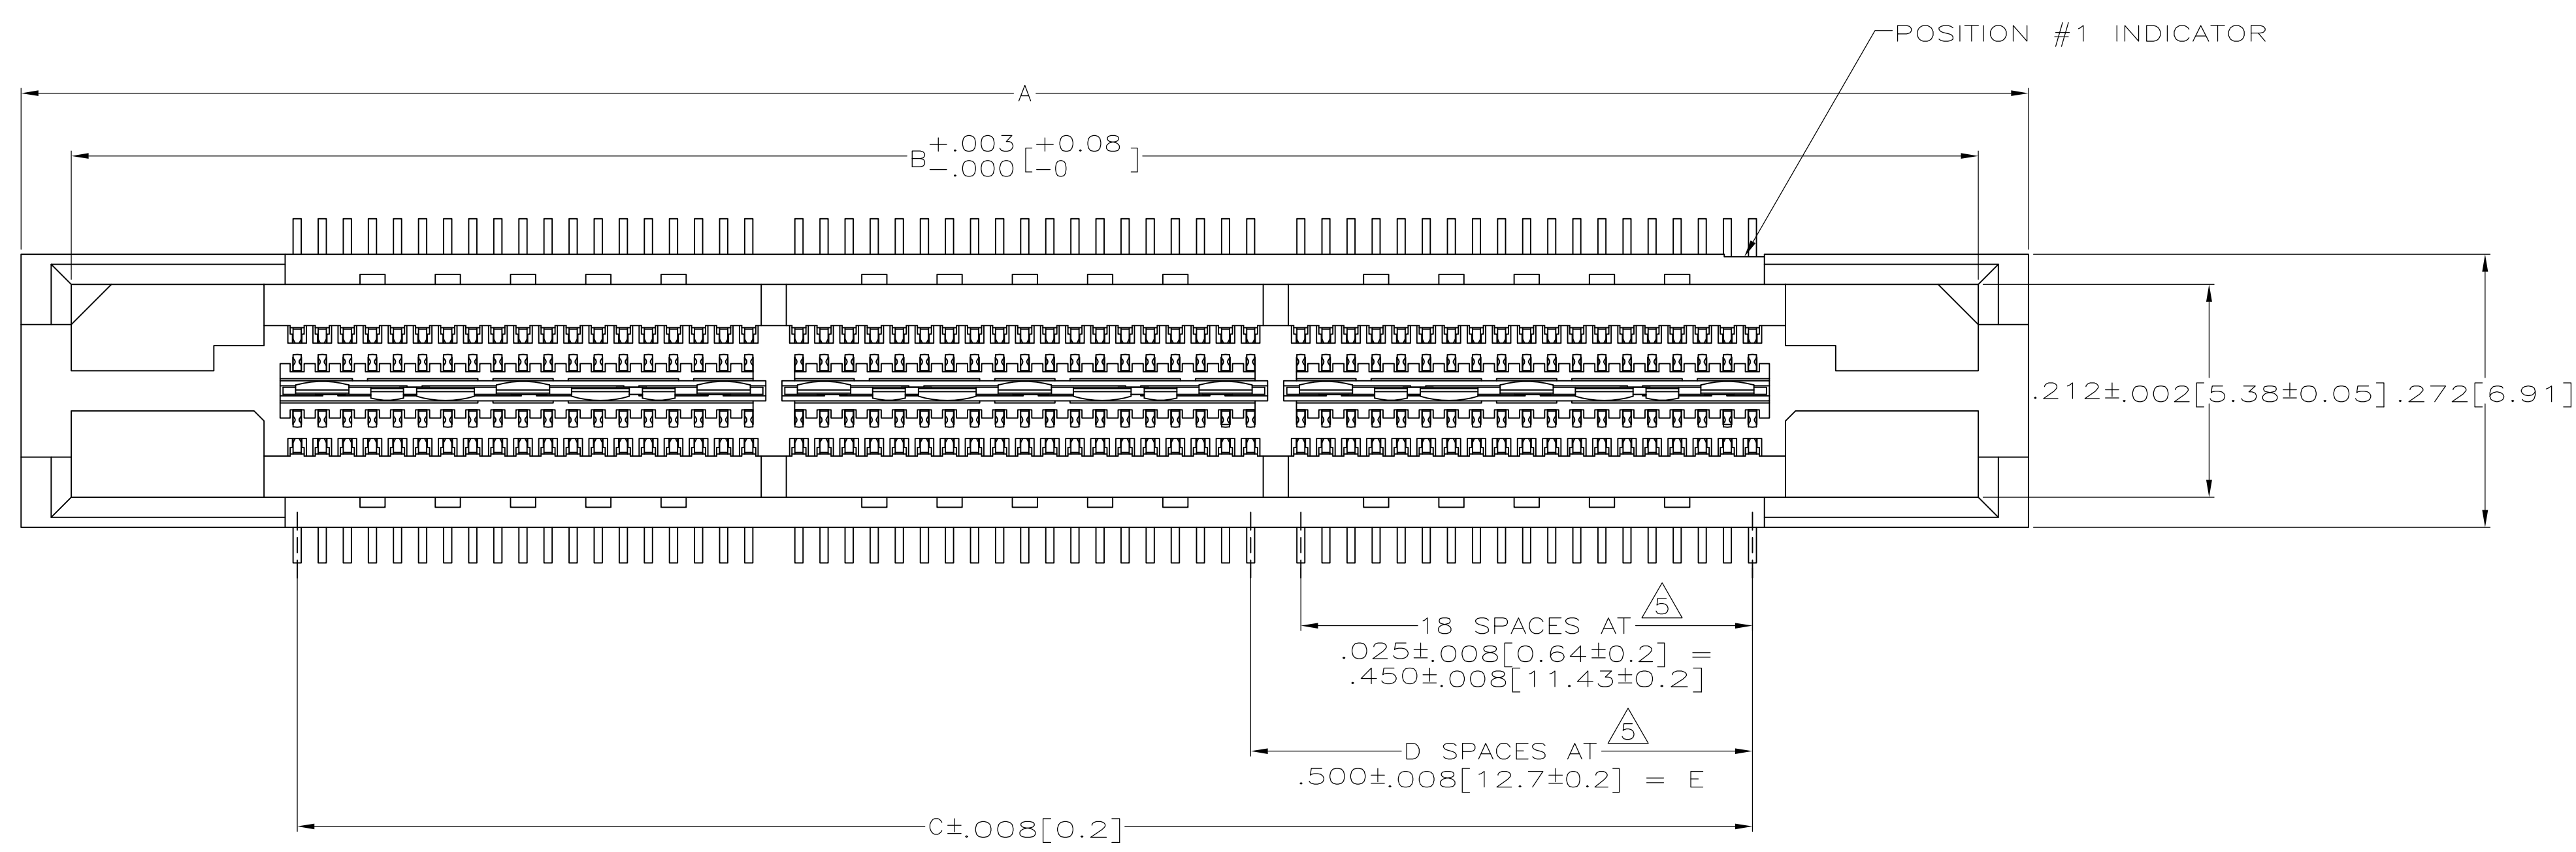 POSITION #1 INDICATOR
A
B +.003 [+0.08 ]
-.000 [-0 ]
.212±.002[5.38±0.05]
.272[6.91]
5
18 SPACES AT
.025±.008[0.64±0.2] =
.450±.008[11.43±0.2]
5
D SPACES AT
.500±.008[12.7±0.2] = E
C±.008[0.2]